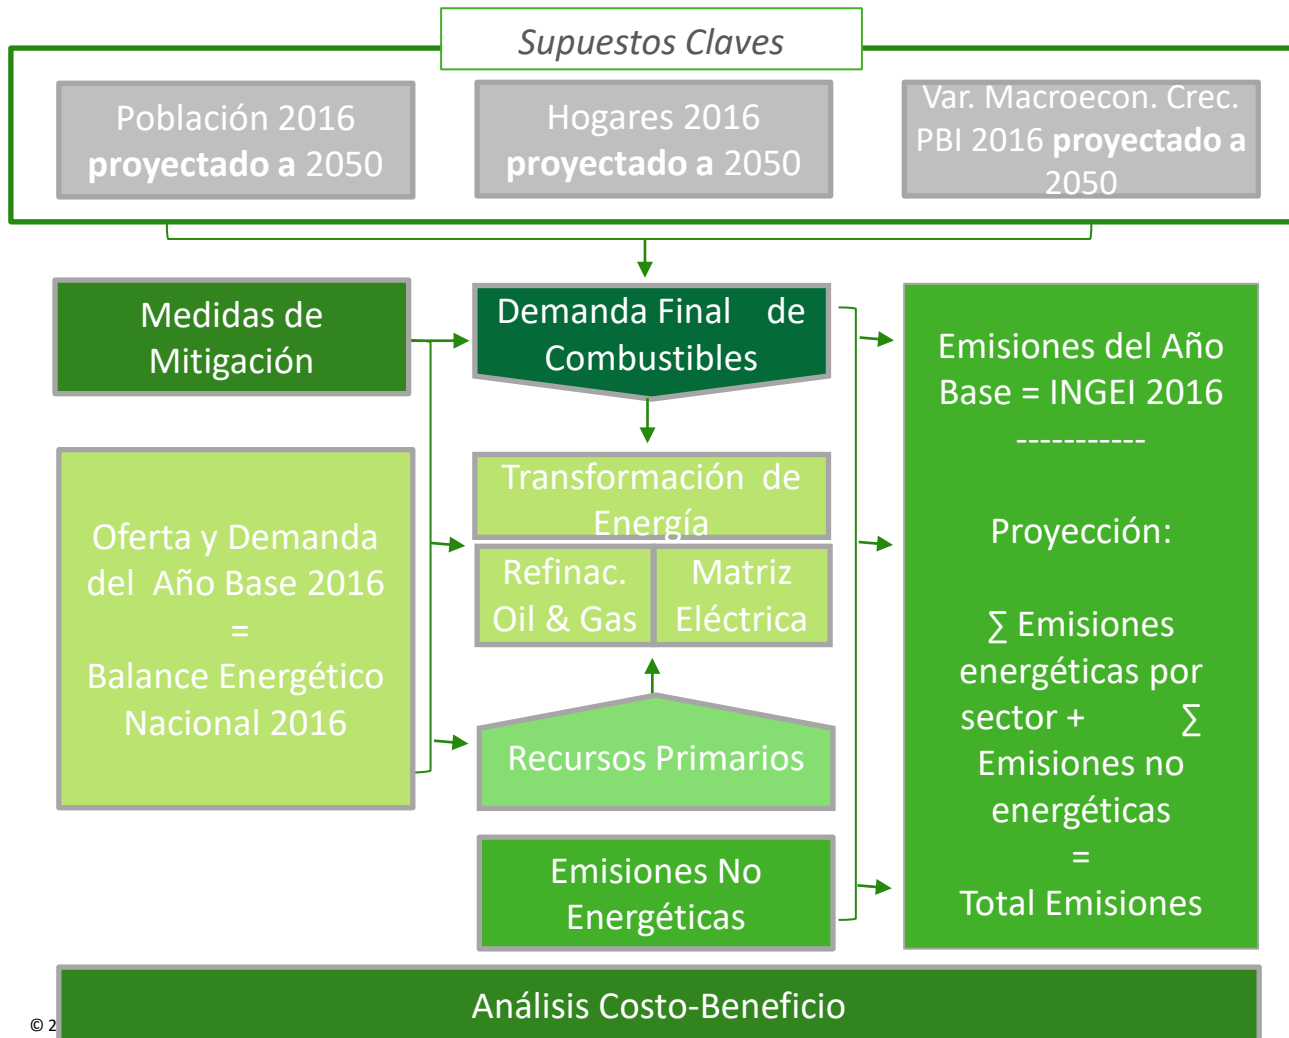 Supuestos Claves
Población 2016
proyectado a 2050
Hogares 2016
proyectado a 2050
Var. Macroecon. Crec.
PBI 2016 proyectado a
2050
Medidas de
Mitigación
Demanda Final de
Combustibles
Oferta y Demanda
del Año Base 2016
=
Balance Energético
Nacional 2016
Transformación de
Energía
Refinac.
Oil & Gas
Matriz
Eléctrica
Recursos Primarios
Emisiones No
Energéticas
Emisiones del Año
Base = INGEI 2016
-----------
Proyección:
∑ Emisiones
energéticas por
sector + ∑
Emisiones no
energéticas
=
Total Emisiones
Análisis Costo-Beneficio
© 2